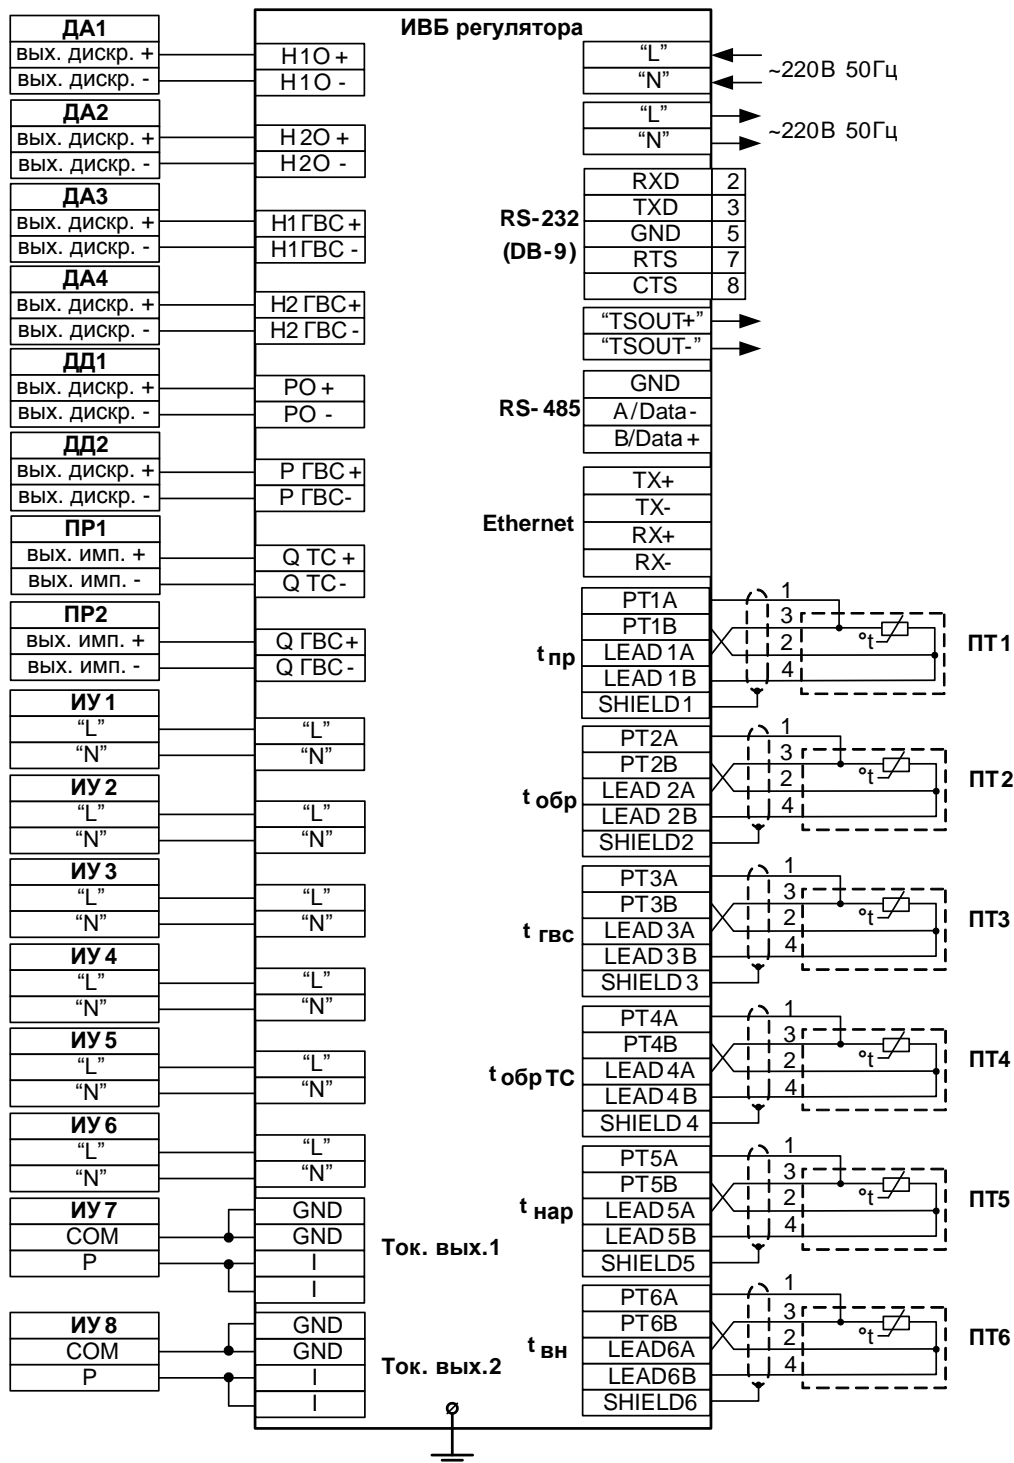 ИВБ регулятора
ДА1
вых. дискр. +
вых. дискр. -
Н1О +
Н1О -
ДА2
вых. дискр. +
вых. дискр. -
Н2О +
Н2О -
ДА3
вых. дискр. +
вых. дискр. -
Н1ГВС +
Н1ГВС -
ДА4
вых. дискр. +
вых. дискр. -
Н2 ГВС+
Н2 ГВС -
ДД1
вых. дискр. +
вых. дискр. -
РО +
РО -
ДД2
вых. дискр. +
вых. дискр. -
Р ГВС +
Р ГВС-
ПР1
вых. имп. +
вых. имп. -
Q ТС +
Q ТС -
ПР2
вых. имп. +
вых. имп. -
Q ГВС+
Q ГВС-
ИУ 1
“L”
“N”
“L”
“N”
ИУ 2
“L”
“N”
“L”
“N”
ИУ 3
“L”
“N”
“L”
“N”
ИУ 4
“L”
“N”
“L”
“N”
ИУ 5
“L”
“N”
“L”
“N”
ИУ 6
“L”
“N”
“L”
“N”
ИУ 7
COM
P
GND
GND
I
I
Ток. вых.1
ИУ 8
COM
P
GND
GND
I
I
Ток. вых.2
“L”
“N”
~220В 50Гц
“L”
“N”
~220В 50Гц
RS-232
(DB-9)
RXD 2
TXD 3
GND 5
RTS 7
CTS 8
“TSOUT+”
“TSOUT-”
RS-485
GND
A/Data-
B/Data+
Ethernet
TX+
TX-
RX+
RX-
t пр
PT1A
PT1B
LEAD 1A
LEAD 1B
SHIELD1
1
3
2
4
°t
ПТ1
t обр
PT2A
PT2B
LEAD 2A
LEAD 2B
SHIELD2
1
3
2
4
°t
ПТ2
t гвс
PT3A
PT3B
LEAD 3A
LEAD 3B
SHIELD 3
1
3
2
4
°t
ПТ3
t обр ТС
PT4A
PT4B
LEAD 4A
LEAD 4B
SHIELD 4
1
3
2
4
°t
ПТ4
t нар
PT5A
PT5B
LEAD 5A
LEAD 5B
SHIELD5
1
3
2
4
°t
ПТ5
t вн
PT6A
PT6B
LEAD6A
LEAD6B
SHIELD6
1
3
2
4
°t
ПТ6